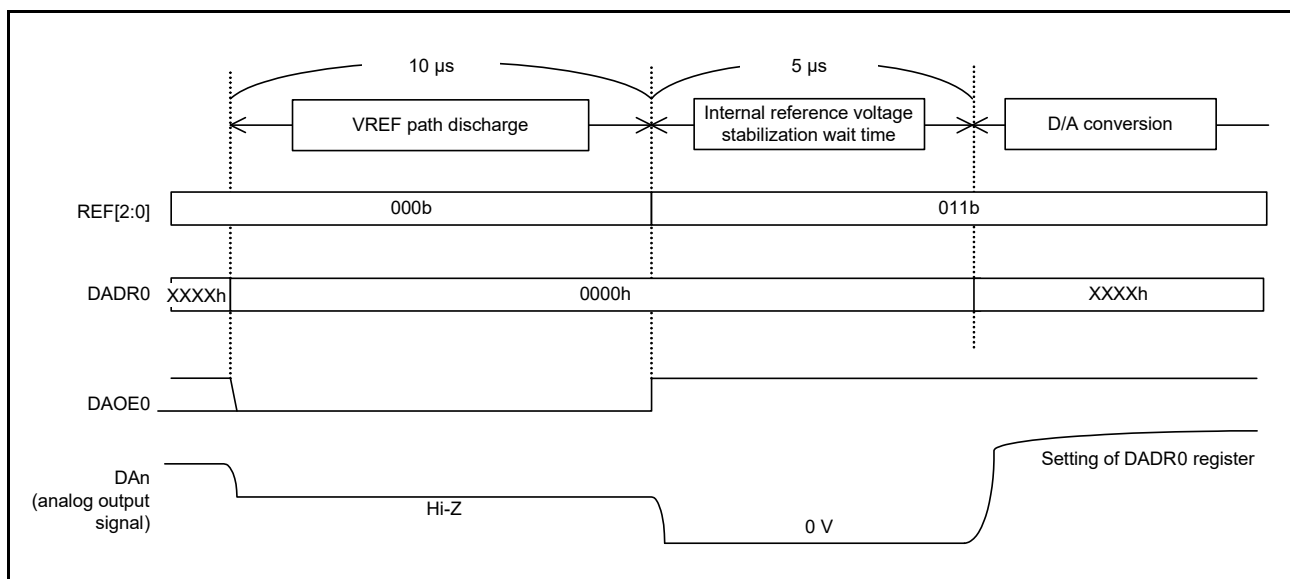 10 µs
5 µs
VREF path discharge
Internal reference voltage
stabilization wait time
D/A conversion
REF[2:0]
000b
011b
DADR0
XXXXh
0000h
XXXXh
DAOE0
DAn
(analog output
signal)
Hi-Z
0 V
Setting of DADR0 register